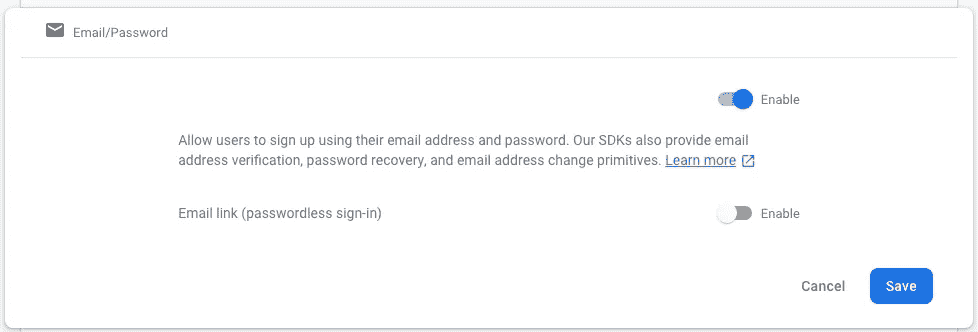 Email/Password
Enable
Allow users to sign up using their email address and password. Our SDKs also provide email
address verification, password recovery, and email address change primitives. Learn more
Email link (passwordless sign-in) Enable
Cancel Save